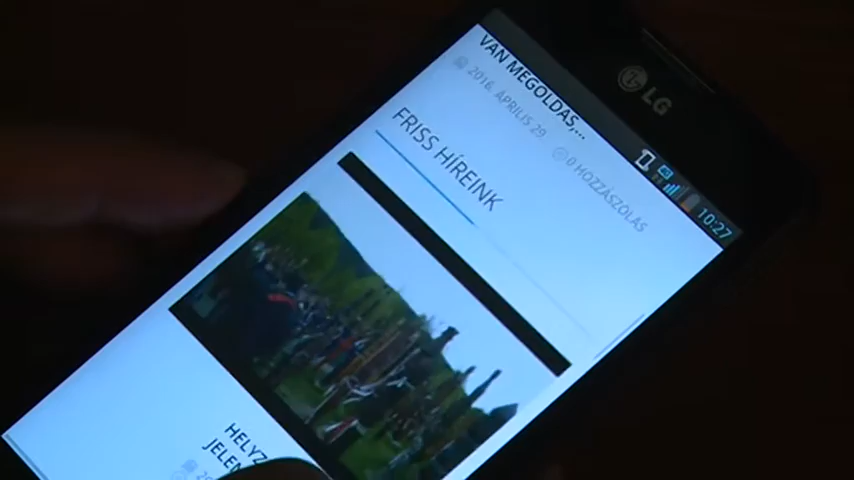 LG
10:27
VAN MEGOLDÁS,...
2016. ÁPRILIS 29
0 HOZZÁSZÓLÁS
FRISS HÍREINK